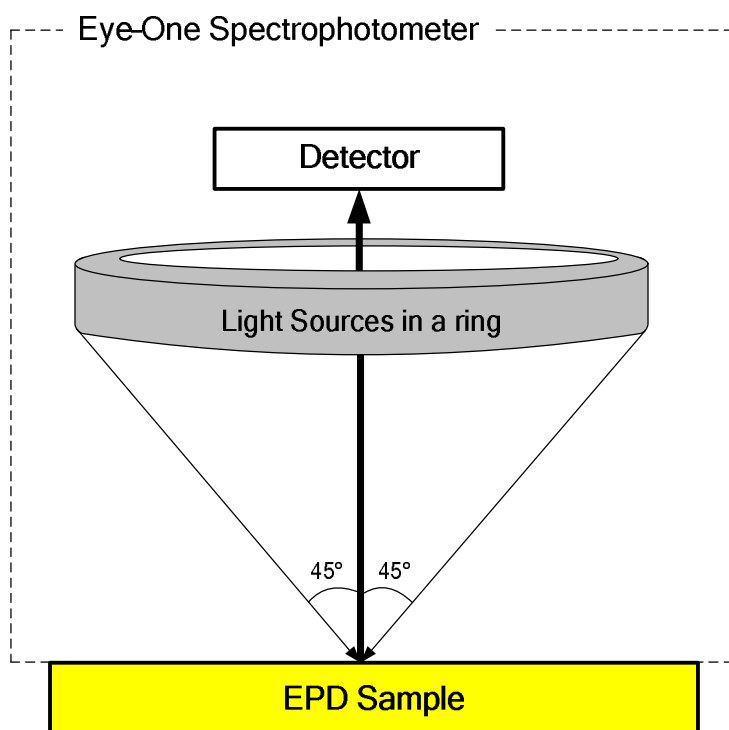 Eye-One Spectrophotometer
Detector
Light Sources in a ring
45° 45°
EPD Sample